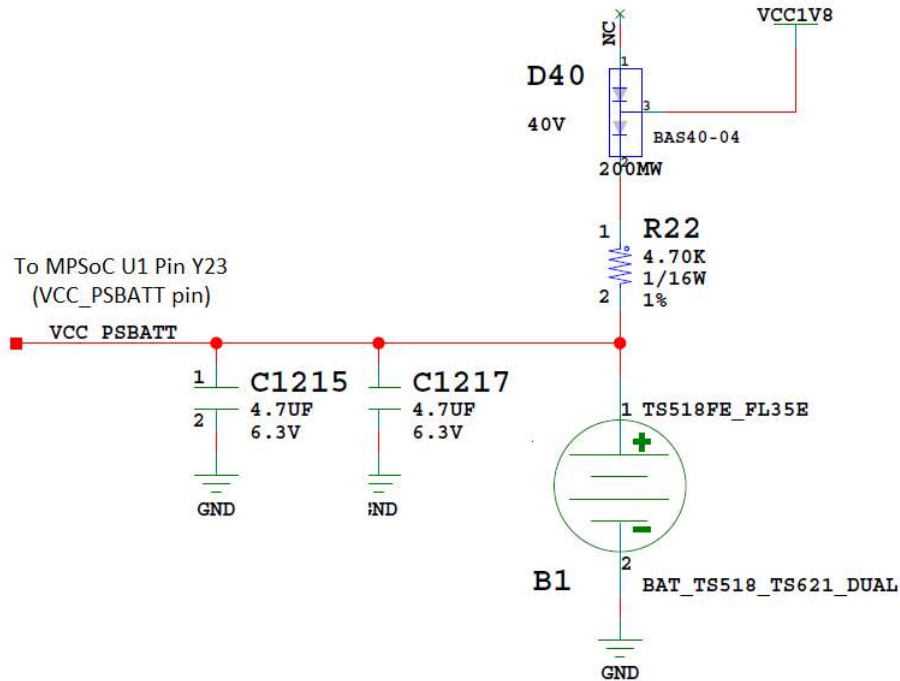 VCC1V8
NC
1
D40
3
40V
BAS40-04
2
200MW
1
R22
4.70K
1/16W
2
1%
To MPSoC U1 Pin Y23
(VCC_PSBATT pin)
VCC_PSBATT
1
C1215
4.7UF
2
6.3V
GND
C1217
4.7UF
6.3V
GND
1 TS518FE_FL35E
+
-
2
B1
BAT_TS518_TS621_DUAL
GND